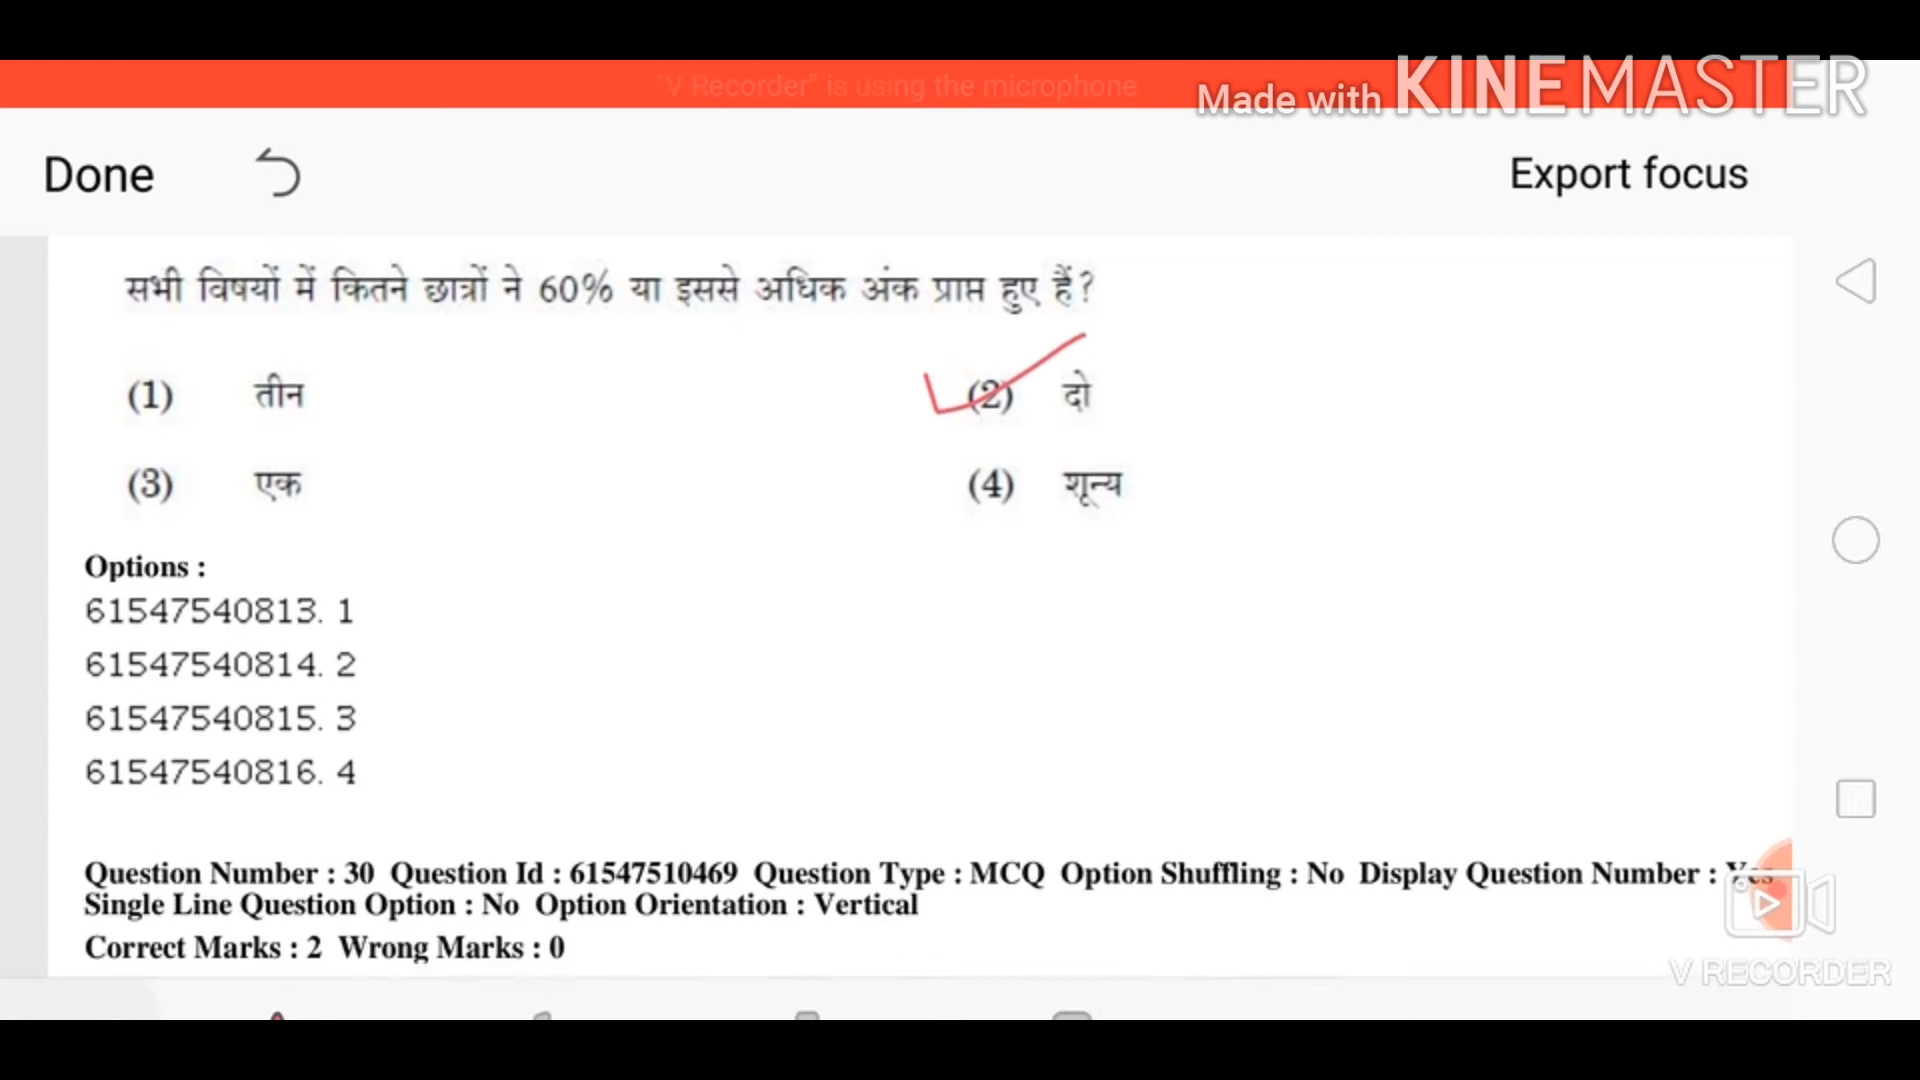 "V Recorder" is using the microphone
Made with KINEMASTER
Done
Export focus
सभी विषयों में कितने छात्रों ने 60% या इससे अधिक अंक प्राप्त हुए हैं?
(1) तीन (2) दो
(3) एक (4) शून्य
Options :
61547540813. 1
61547540814. 2
61547540815. 3
61547540816. 4
Question Number : 30 Question Id : 61547510469 Question Type : MCQ Option Shuffling : No Display Question Number : Yes
Single Line Question Option : No Option Orientation : Vertical
Correct Marks : 2 Wrong Marks : 0
V RECORDER